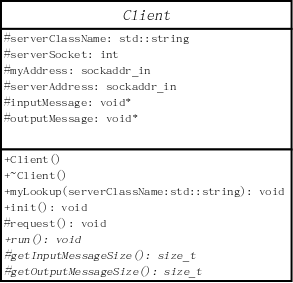 Client
#serverClassName: std::string
#serverSocket: int
#myAddress: sockaddr_in
#serverAddress: sockaddr_in
#inputMessage: void*
#outputMessage: void*
+Client()
+~Client()
+myLookup(serverClassName:std::string): void
+init(): void
#request(): void
+run(): void
#getInputMessageSize(): size_t
#getOutputMessageSize(): size_t